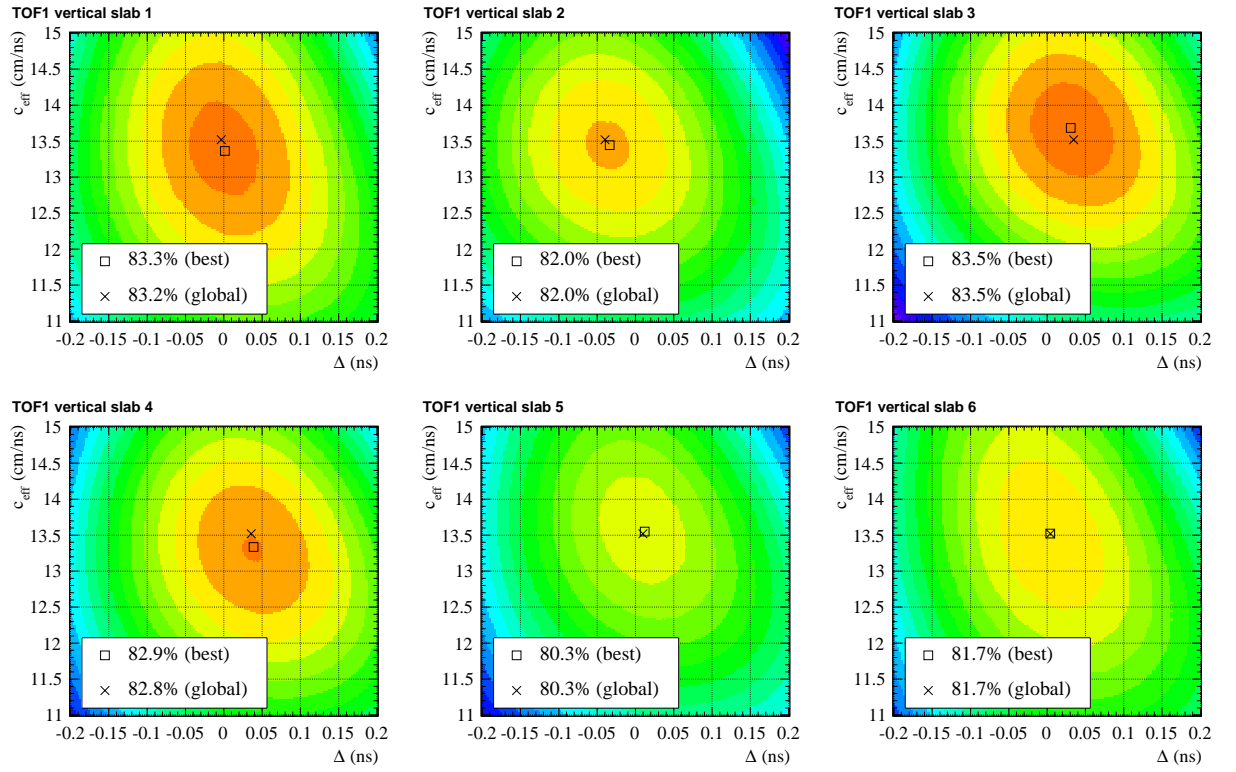 TOF1 vertical slab 1
c_eff (cm/ns)
15
14.5
14
13.5
13
12.5
12
11.5
11
83.3% (best)
83.2% (global)
-0.2 -0.15 -0.1 -0.05 0 0.05 0.1 0.15 0.2
Δ (ns)
TOF1 vertical slab 2
c_eff (cm/ns)
15
14.5
14
13.5
13
12.5
12
11.5
11
82.0% (best)
82.0% (global)
-0.2 -0.15 -0.1 -0.05 0 0.05 0.1 0.15 0.2
Δ (ns)
TOF1 vertical slab 3
c_eff (cm/ns)
15
14.5
14
13.5
13
12.5
12
11.5
11
83.5% (best)
83.5% (global)
-0.2 -0.15 -0.1 -0.05 0 0.05 0.1 0.15 0.2
Δ (ns)
TOF1 vertical slab 4
c_eff (cm/ns)
15
14.5
14
13.5
13
12.5
12
11.5
11
82.9% (best)
82.8% (global)
-0.2 -0.15 -0.1 -0.05 0 0.05 0.1 0.15 0.2
Δ (ns)
TOF1 vertical slab 5
c_eff (cm/ns)
15
14.5
14
13.5
13
12.5
12
11.5
11
80.3% (best)
80.3% (global)
-0.2 -0.15 -0.1 -0.05 0 0.05 0.1 0.15 0.2
Δ (ns)
TOF1 vertical slab 6
c_eff (cm/ns)
15
14.5
14
13.5
13
12.5
12
11.5
11
81.7% (best)
81.7% (global)
-0.2 -0.15 -0.1 -0.05 0 0.05 0.1 0.15 0.2
Δ (ns)